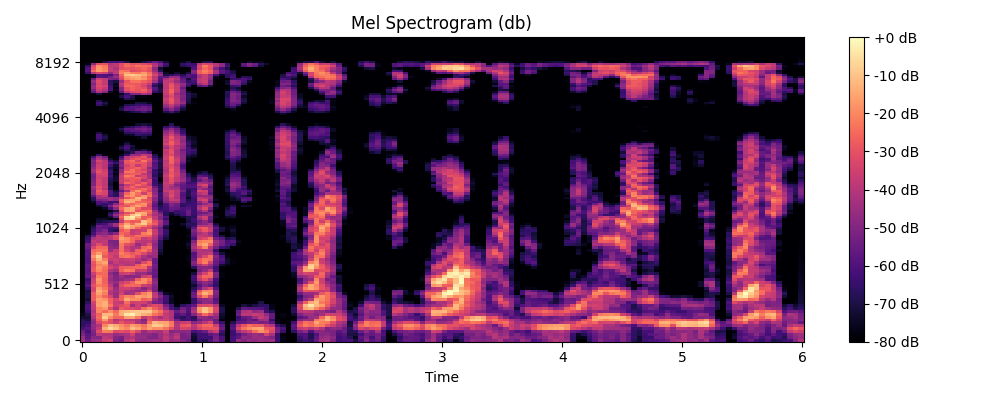 Mel Spectrogram (db)
Hz
8192
4096
2048
1024
512
0
0 1 2 3 4 5 6
Time
+0 dB
-10 dB
-20 dB
-30 dB
-40 dB
-50 dB
-60 dB
-70 dB
-80 dB